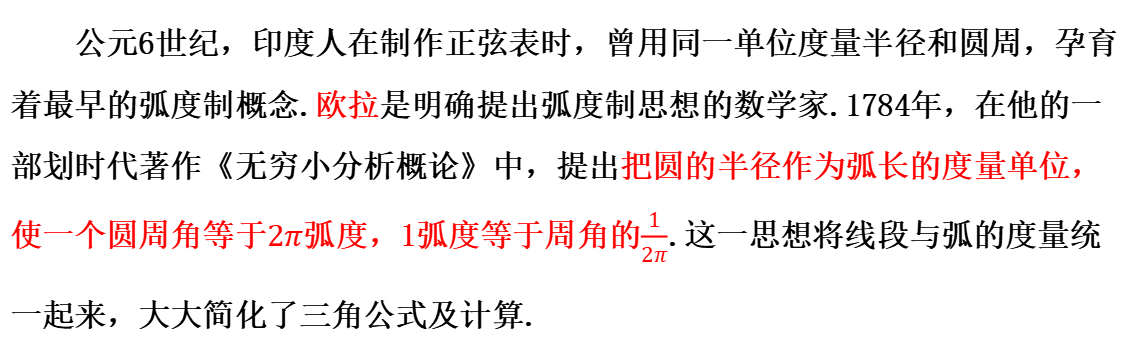 公元6世纪，印度人在制作正弦表时，曾用同一单位度量半径和圆周，孕育
着最早的弧度制概念.欧拉是明确提出弧度制思想的数学家.1784年，在他的一
部划时代著作《无穷小分析概论》中，提出把圆的半径作为弧长的度量单位，
使一个圆周角等于2π弧度，1弧度等于周角的1/2π.这一思想将线段与弧的度量统
一起来，大大简化了三角公式及计算.